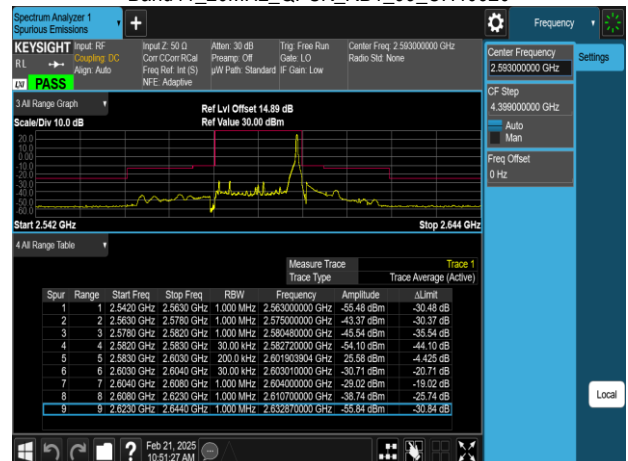 Spectrum Analyzer 1
Spurious Emissions
Frequency
KEYSIGHT Input: RF Input Z: 50 Ω Atten: 30 dB Trig: Free Run Center Freq: 2.593000000 GHz
RL Coupling: DC Corr CCorr RCal Preamp: Off Gate: LO Radio Std: None
Align: Auto Freq Ref: Int (S) µW Path: Standard IF Gain: Low
LXI PASS NFE: Adaptive
Center Frequency
2.593000000 GHz
Settings
CF Step
4.399000000 GHz
Auto
Man
Freq Offset
0 Hz
3 All Range Graph
Ref Lvl Offset 14.89 dB
Scale/Div 10.0 dB Ref Value 30.00 dBm
20.0
10.0
0.00
-10.0
-20.0
-30.0
-40.0
-50.0
-60.0
Start 2.542 GHz Stop 2.644 GHz
4 All Range Table
Measure Trace Trace 1
Trace Type Trace Average (Active)
Spur Range Start Freq Stop Freq RBW Frequency Amplitude ΔLimit
1 1 2.5420 GHz 2.5630 GHz 1.000 MHz 2.563000000 GHz -55.48 dBm -30.48 dB
2 2 2.5630 GHz 2.5780 GHz 1.000 MHz 2.575000000 GHz -43.37 dBm -30.37 dB
3 3 2.5780 GHz 2.5820 GHz 1.000 MHz 2.580480000 GHz -45.54 dBm -35.54 dB
4 4 2.5820 GHz 2.5830 GHz 30.00 kHz 2.582720000 GHz -54.10 dBm -44.10 dB
5 5 2.5830 GHz 2.6030 GHz 200.0 kHz 2.601903904 GHz 25.58 dBm -4.425 dB
6 6 2.6030 GHz 2.6040 GHz 30.00 kHz 2.603010000 GHz -30.71 dBm -20.71 dB
7 7 2.6040 GHz 2.6080 GHz 1.000 MHz 2.604000000 GHz -29.02 dBm -19.02 dB
8 8 2.6080 GHz 2.6230 GHz 1.000 MHz 2.610700000 GHz -38.74 dBm -25.74 dB
9 9 2.6230 GHz 2.6440 GHz 1.000 MHz 2.632870000 GHz -55.84 dBm -30.84 dB
Local
Feb 21, 2025
10:51:27 AM